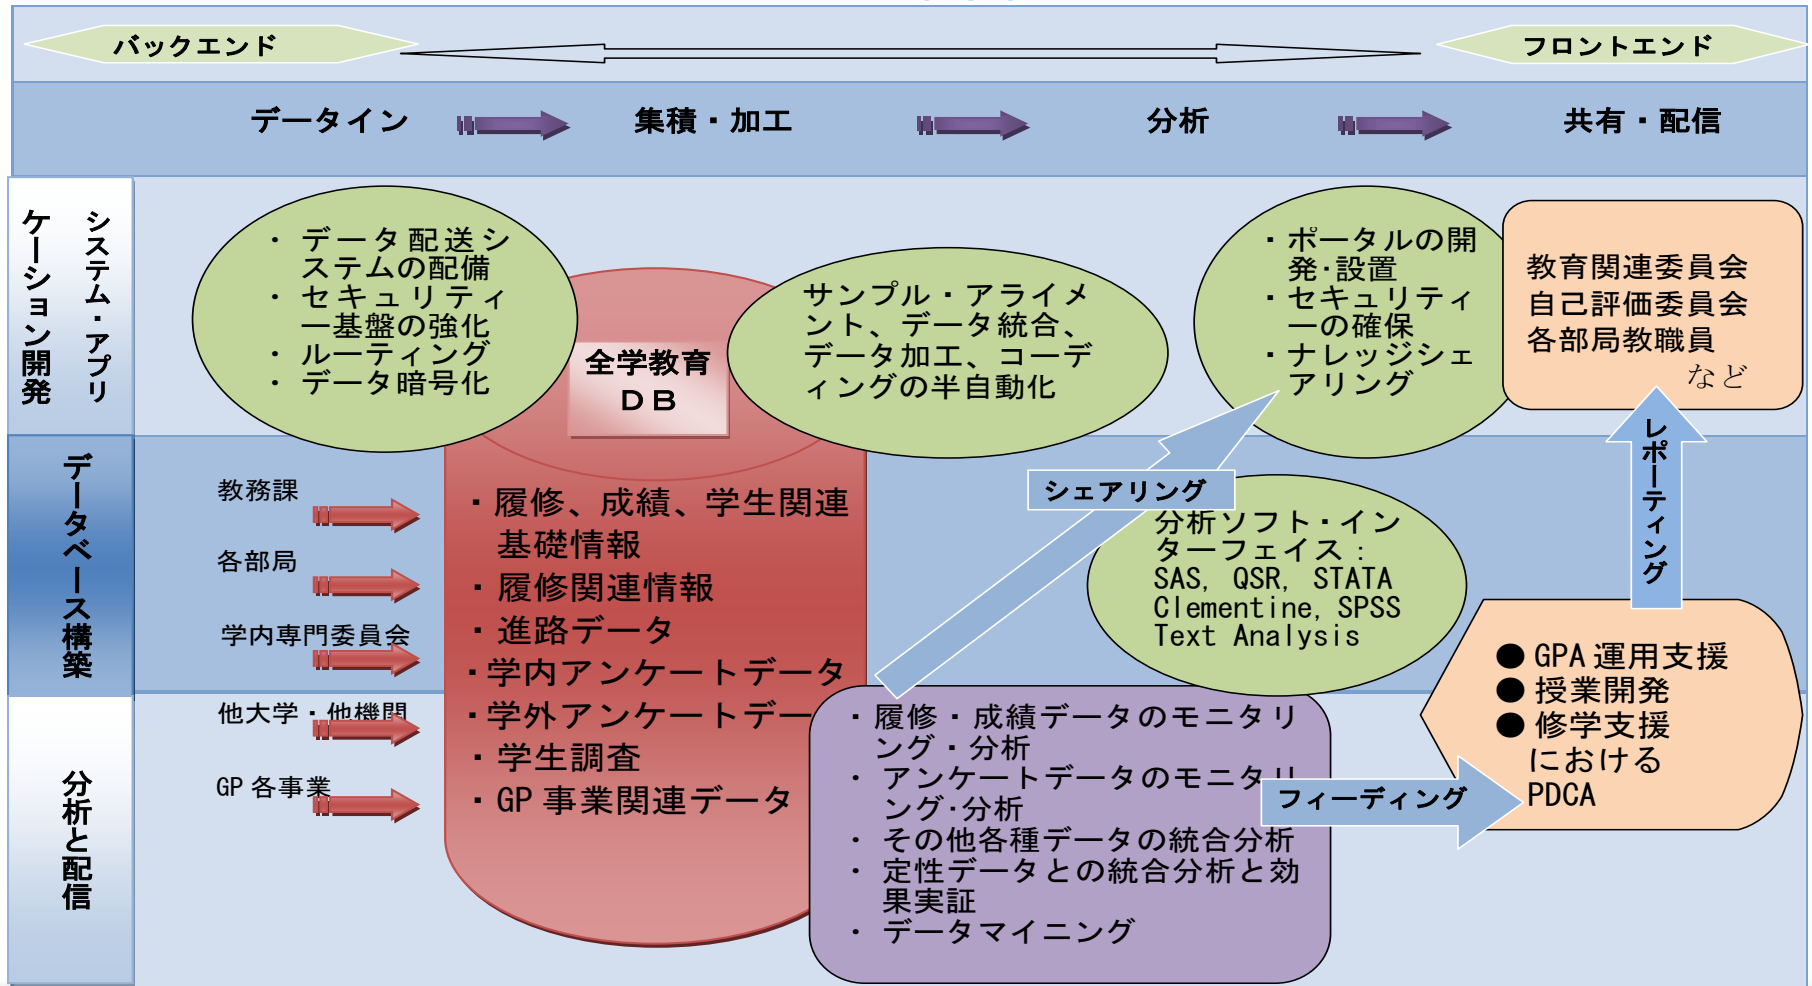 バックエンド
フロントエンド
データイン
集積・加工
分析
共有・配信
システム・アプリ
ケーション開発
・ データ配送シ
ステムの配備
・ セキュリティ
ー基盤の強化
・ ルーティング
・ データ暗号化
全学教育
ＤＢ
サンプル・アライメ
ント、データ統合、
データ加工、コーデ
ィングの半自動化
・ポータルの開
発・設置
・セキュリティ
ーの確保
・ナレッジシェ
アリング
教育関連委員会
自己評価委員会
各部局教職員
など
データベース構築
教務課
各部局
学内専門委員会
他大学・他機関
GP 各事業
・履修、成績、学生関連
基礎情報
・履修関連情報
・進路データ
・学内アンケートデータ
・学外アンケートデー
・学生調査
・GP 事業関連データ
シェアリング
分析ソフト・イン
ターフェイス：
SAS, QSR, STATA
Clementine, SPSS
Text Analysis
レポーティング
分析と配信
・履修・成績データのモニタリ
ング・分析
・ アンケートデータのモニタリ
ング・分析
・ その他各種データの統合分析
・ 定性データとの統合分析と効
果実証
・ データマイニング
フィーディング
● GPA 運用支援
● 授業開発
● 修学支援
における
PDCA